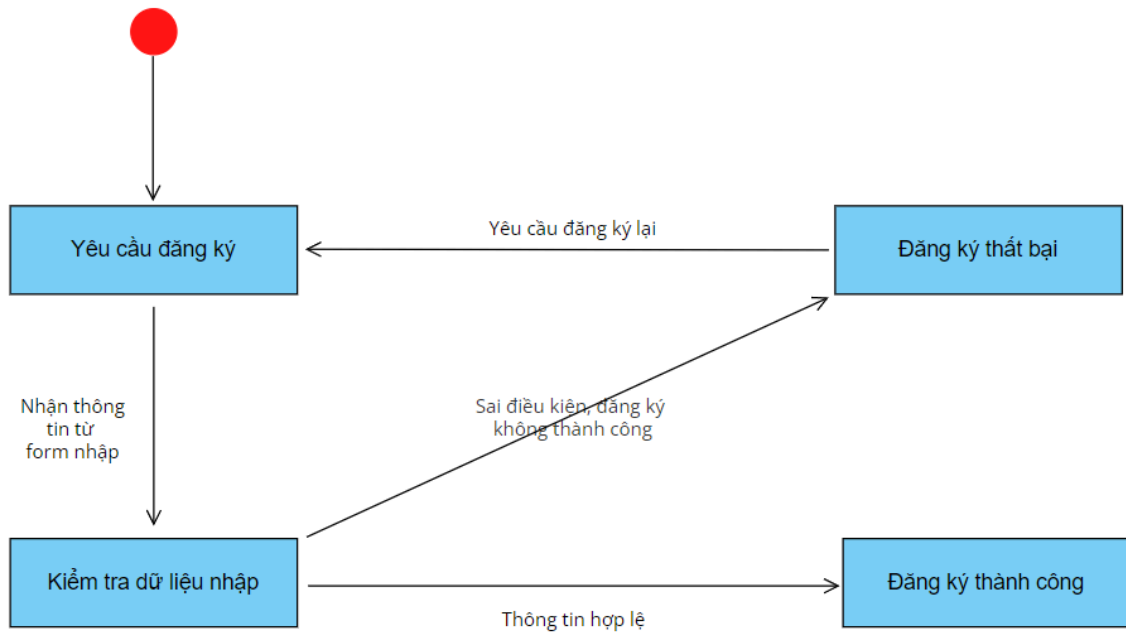 Yêu cầu đăng ký lại
Yêu cầu đăng ký
Đăng ký thất bại
Nhận thông
tin từ
form nhập
Sai điều kiện, đăng ký
không thành công
Kiểm tra dữ liệu nhập
Đăng ký thành công
Thông tin hợp lệ